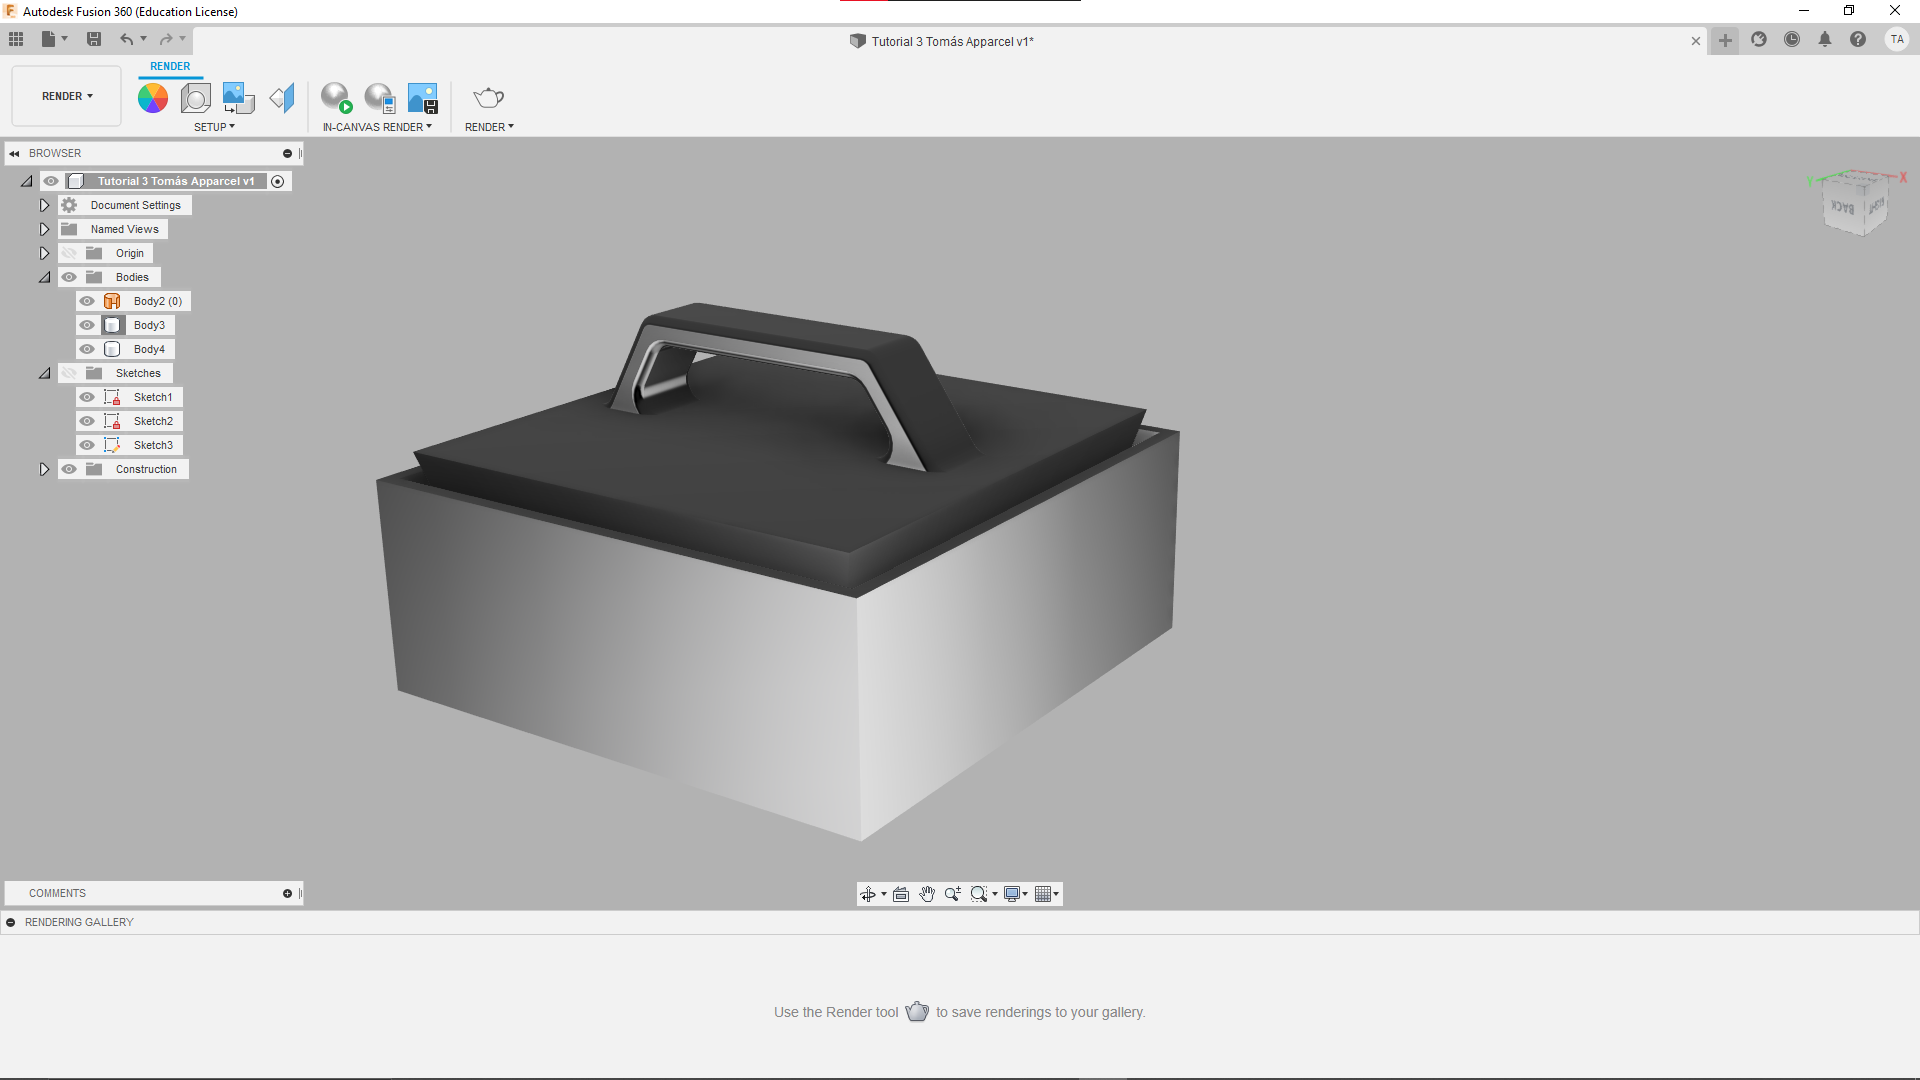 Autodesk Fusion 360 (Education License)
Tutorial 3 Tomás Apparcel v1*
TA
RENDER
RENDER
SETUP
IN-CANVAS RENDER
RENDER
BROWSER
Tutorial 3 Tomás Apparcel v1
Document Settings
Named Views
Origin
Bodies
Body2 (0)
Body3
Body4
Sketches
Sketch1
Sketch2
Sketch3
Construction
Y
X
BACK
RIGHT
COMMENTS
RENDERING GALLERY
Use the Render tool to save renderings to your gallery.